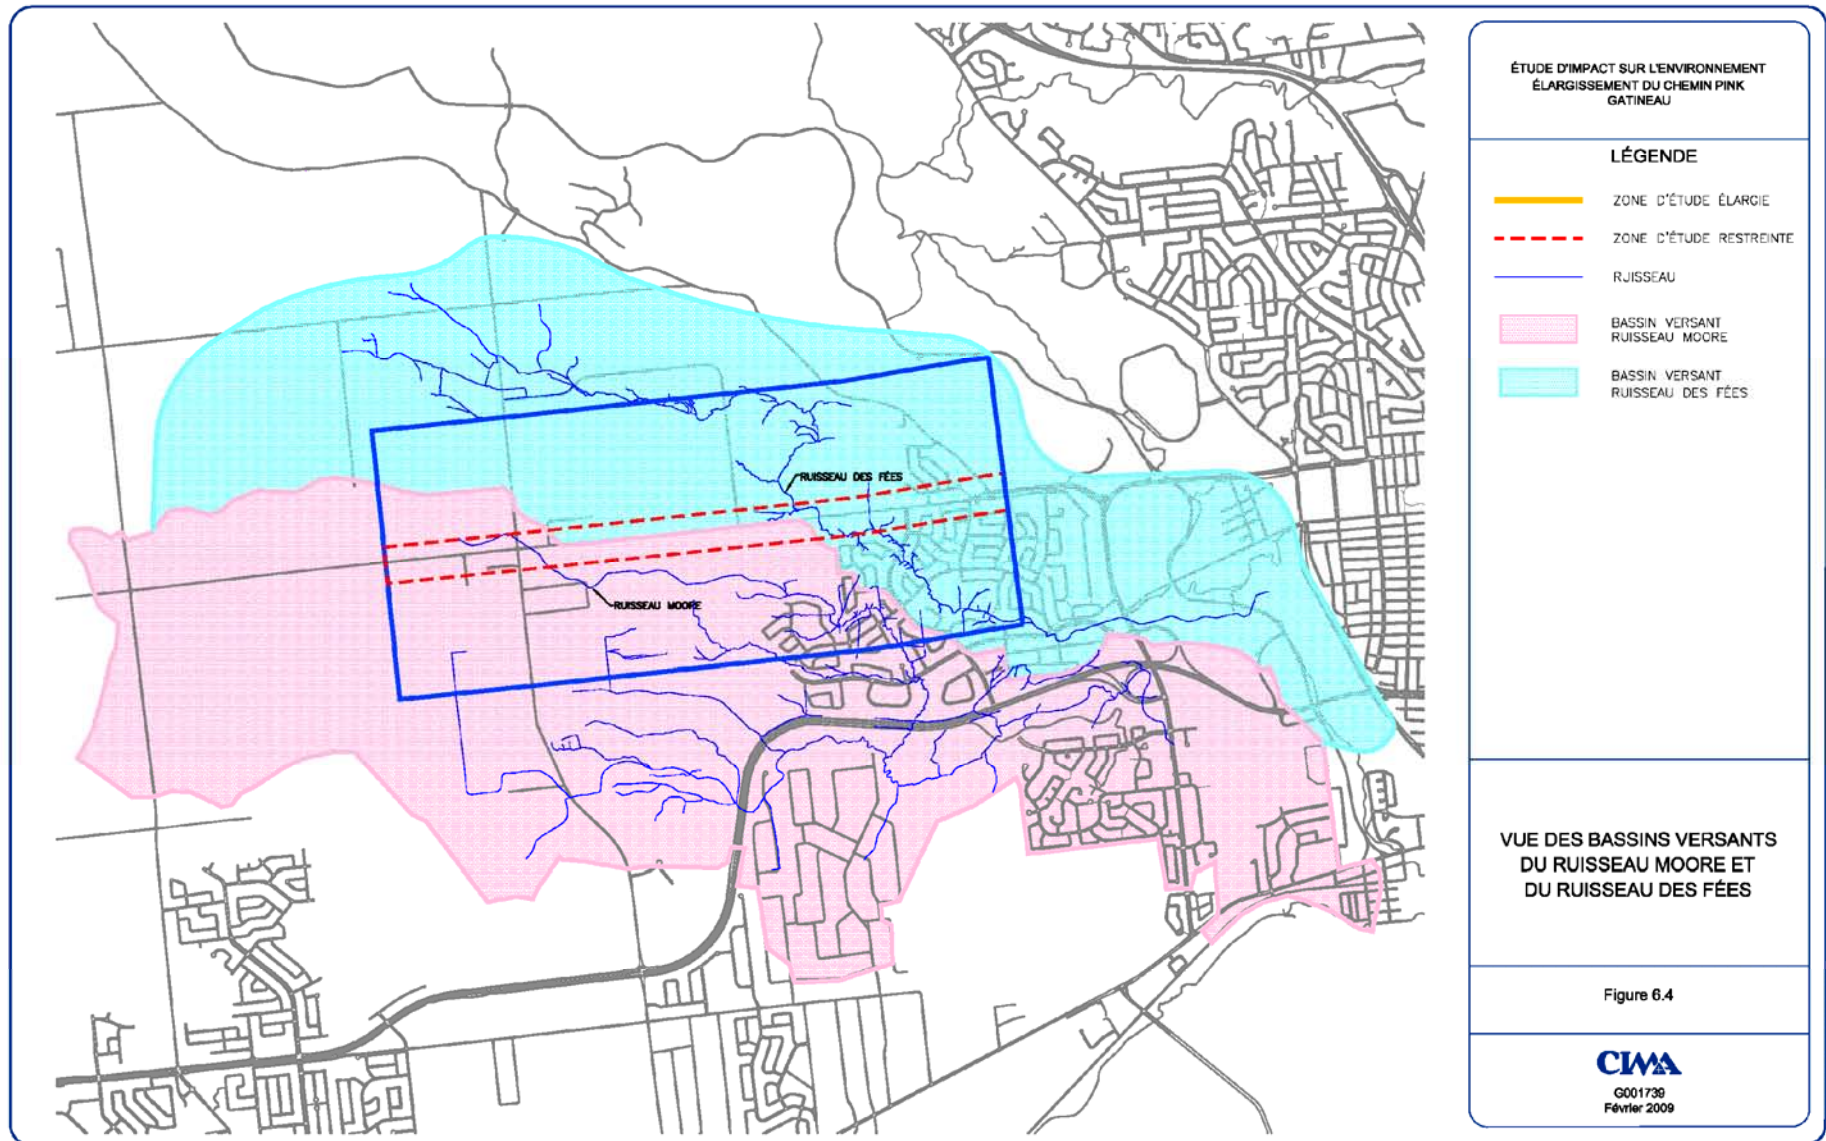 ÉTUDE D'IMPACT SUR L'ENVIRONNEMENT
ÉLARGISSEMENT DU CHEMIN PINK
GATINEAU
LÉGENDE
ZONE D'ÉTUDE ÉLARGIE
ZONE D'ÉTUDE RESTREINTE
RUISSEAU
BASSIN VERSANT
RUISSEAU MOORE
BASSIN VERSANT
RUISSEAU DES FÉES
RUISSEAU DES FÉES
RUISSEAU MOORE
VUE DES BASSINS VERSANTS
DU RUISSEAU MOORE ET
DU RUISSEAU DES FÉES
Figure 6.4
CIMA
G001739
Février 2009